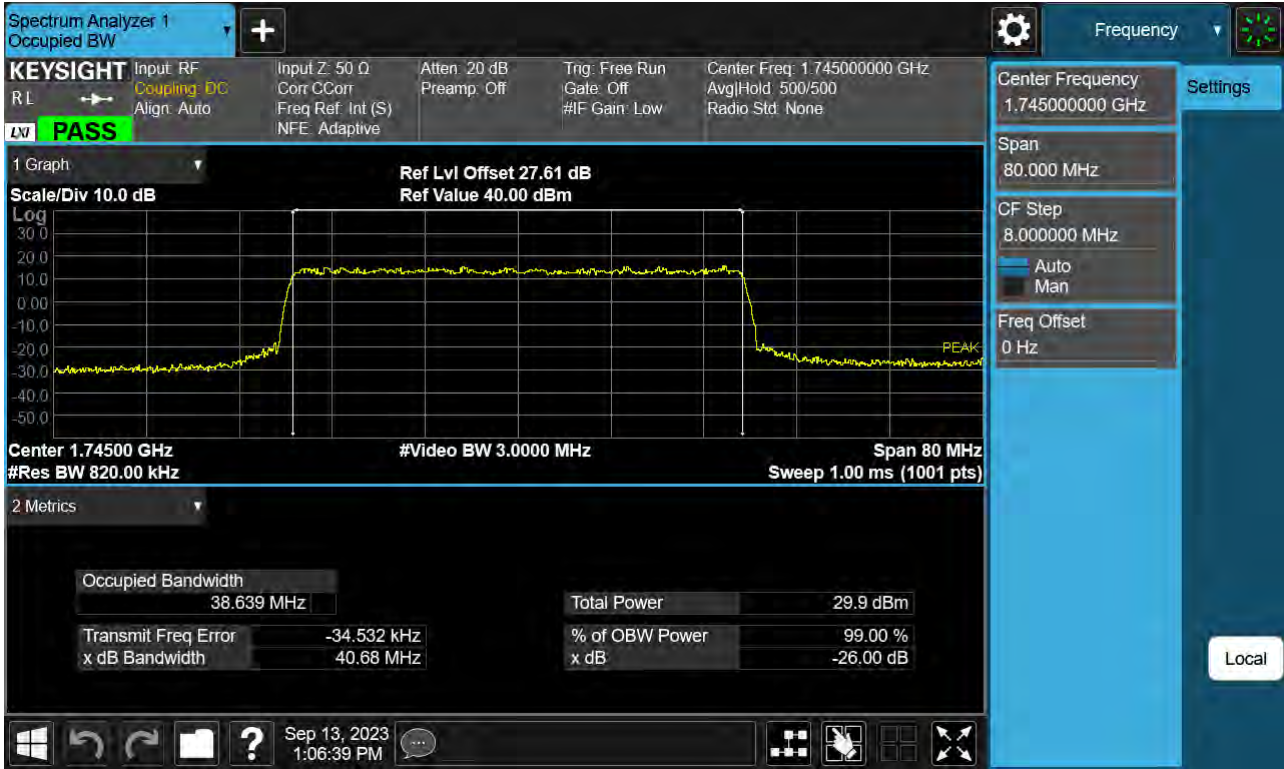 Spectrum Analyzer 1
Occupied BW
+
Frequency
KEYSIGHT
R L
LXI
PASS
Input: RF
Coupling: DC
Align: Auto
Input Z: 50 Ω
Corr CCorr
Freq Ref: Int (S)
NFE: Adaptive
Atten: 20 dB
Preamp: Off
Trig: Free Run
Gate: Off
#IF Gain: Low
Center Freq: 1.745000000 GHz
Avg|Hold: 500/500
Radio Std: None
Center Frequency
1.745000000 GHz
Settings
Span
80.000 MHz
CF Step
8.000000 MHz
Auto
Man
Freq Offset
0 Hz
1 Graph
Scale/Div 10.0 dB
Ref Lvl Offset 27.61 dB
Ref Value 40.00 dBm
Log
30.0
20.0
10.0
0.00
-10.0
-20.0
-30.0
-40.0
-50.0
PEAK
Center 1.74500 GHz
#Res BW 820.00 kHz
#Video BW 3.0000 MHz
Span 80 MHz
Sweep 1.00 ms (1001 pts)
2 Metrics
Occupied Bandwidth
38.639 MHz
Total Power 29.9 dBm
Transmit Freq Error -34.532 kHz
% of OBW Power 99.00 %
x dB Bandwidth 40.68 MHz
x dB -26.00 dB
Local
?
Sep 13, 2023
1:06:39 PM